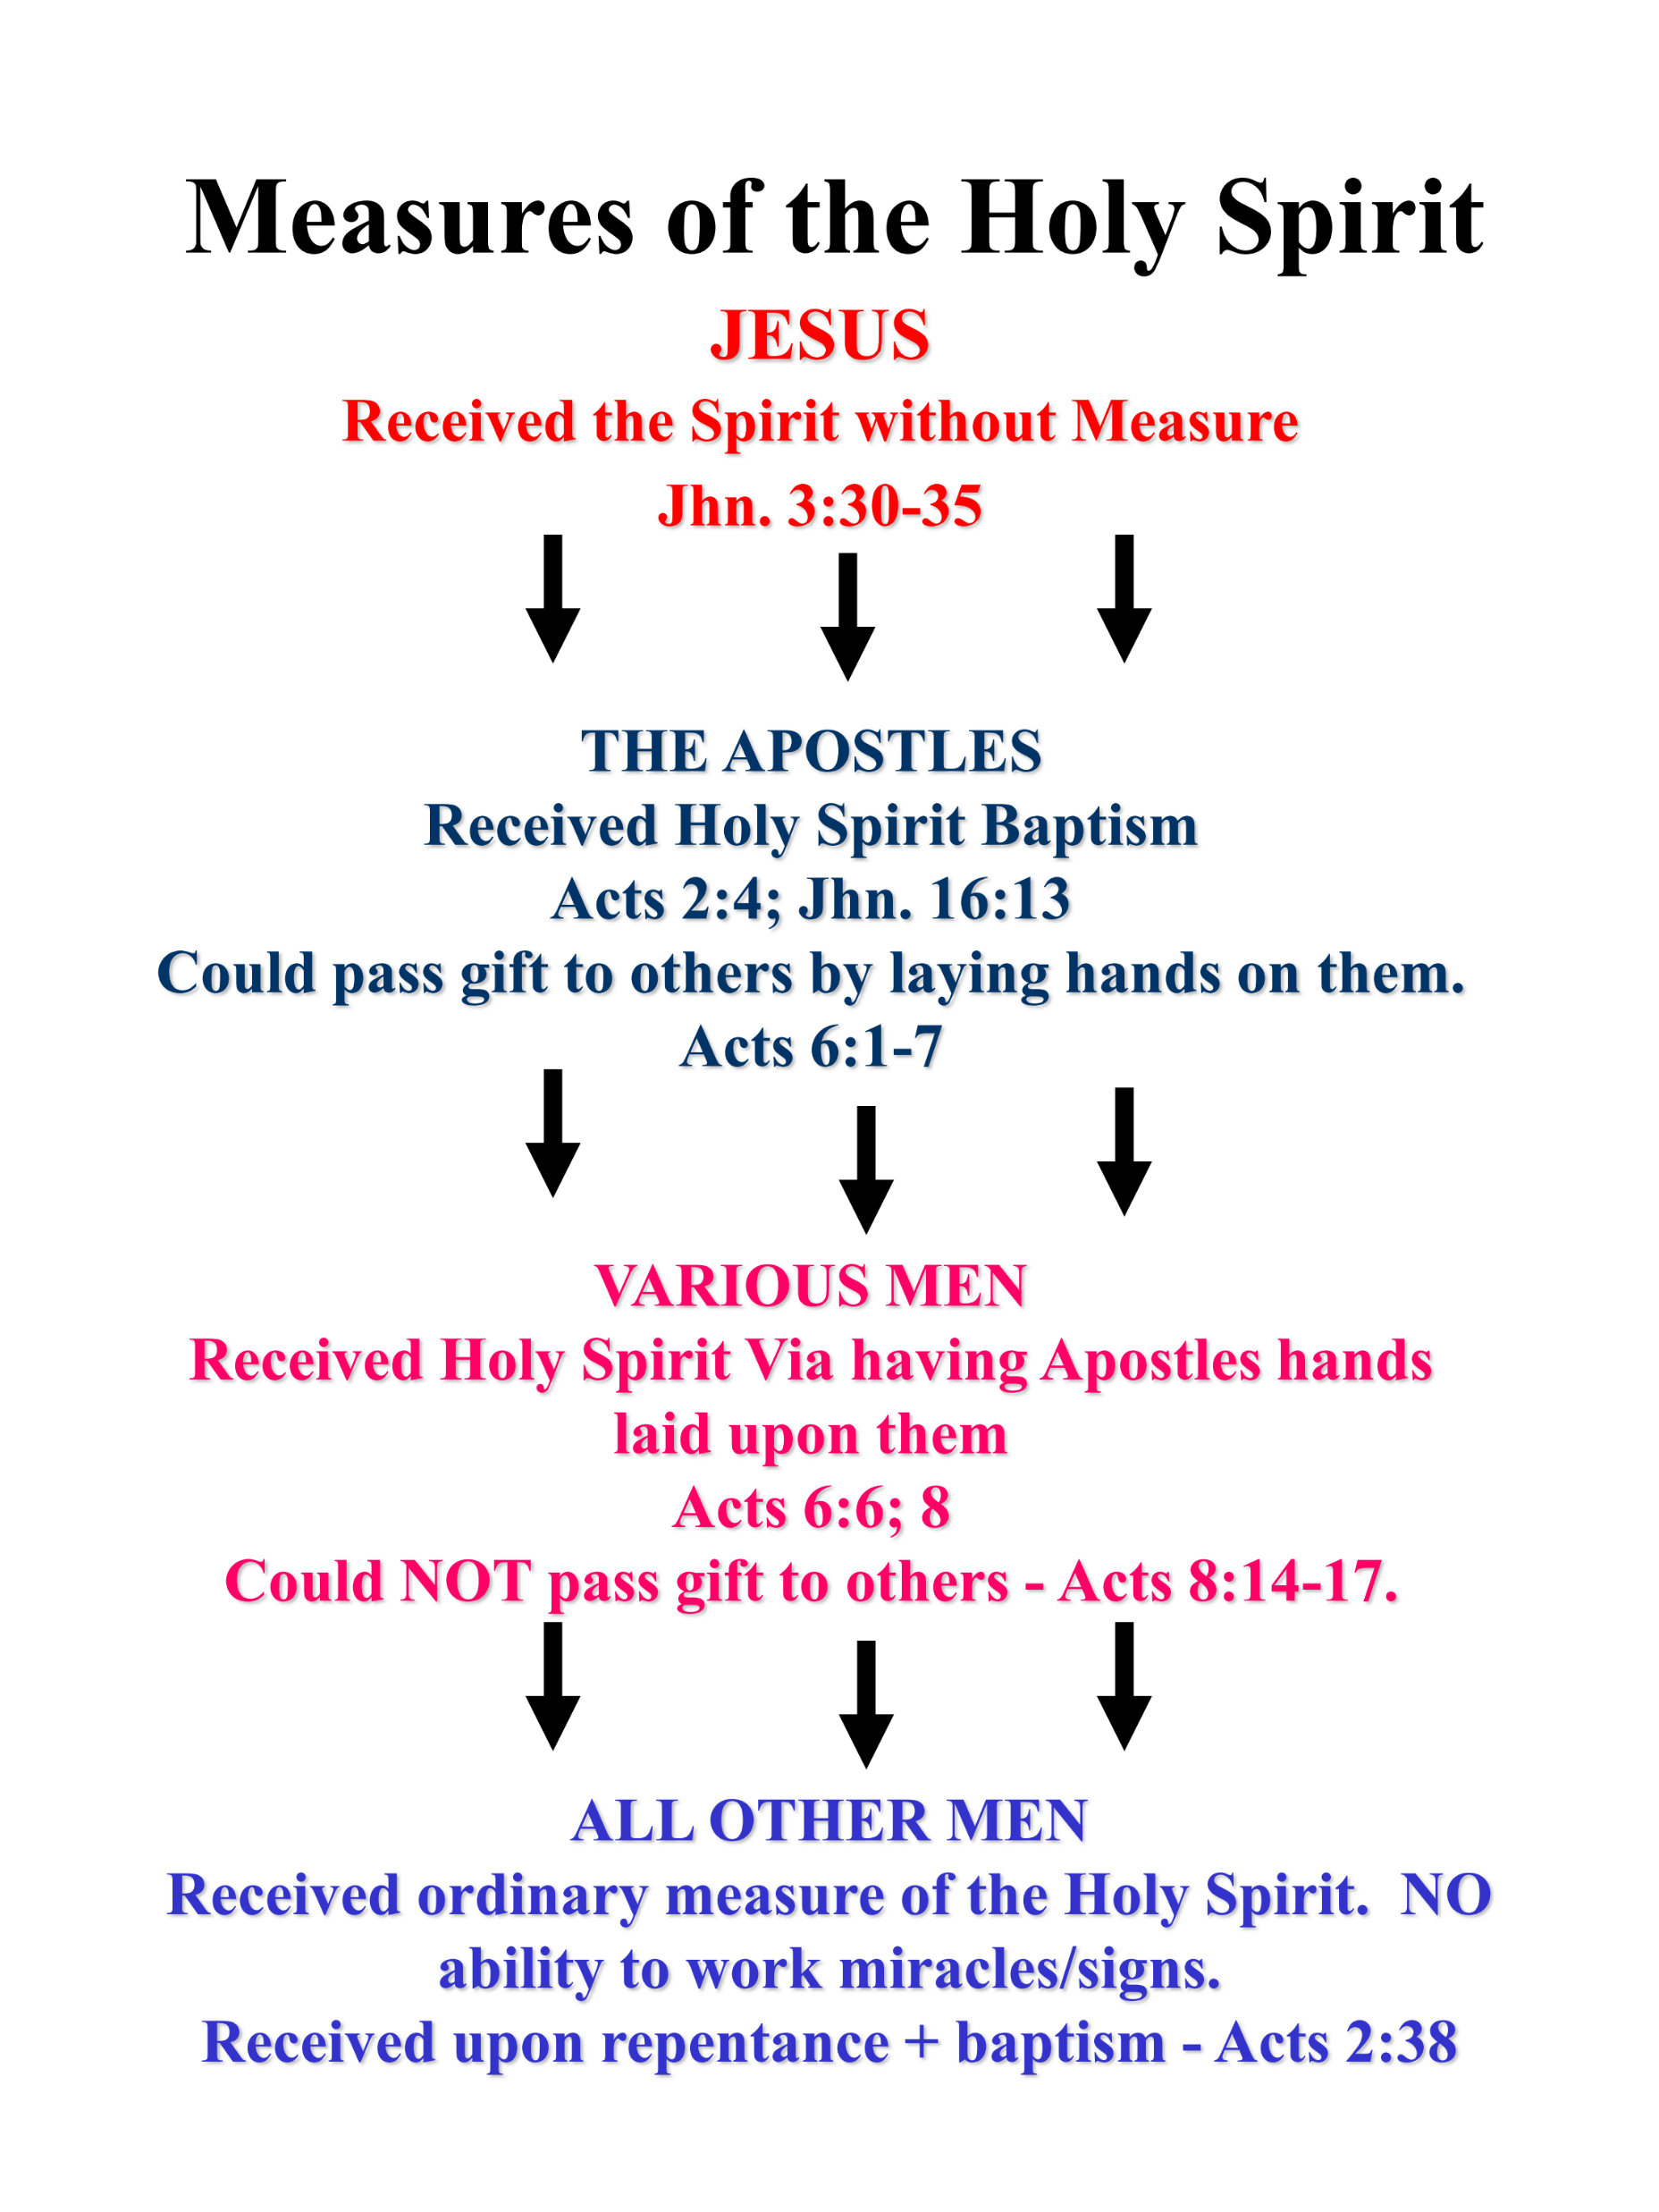 Measures of the Holy Spirit
JESUS
Received the Spirit without Measure
Jhn. 3:30-35
THE APOSTLES
Received Holy Spirit Baptism
Acts 2:4; Jhn. 16:13
Could pass gift to others by laying hands on them.
Acts 6:1-7
VARIOUS MEN
Received Holy Spirit Via having Apostles hands
laid upon them
Acts 6:6; 8
Could NOT pass gift to others - Acts 8:14-17.
ALL OTHER MEN
Received ordinary measure of the Holy Spirit.  NO
ability to work miracles/signs.
Received upon repentance + baptism - Acts 2:38